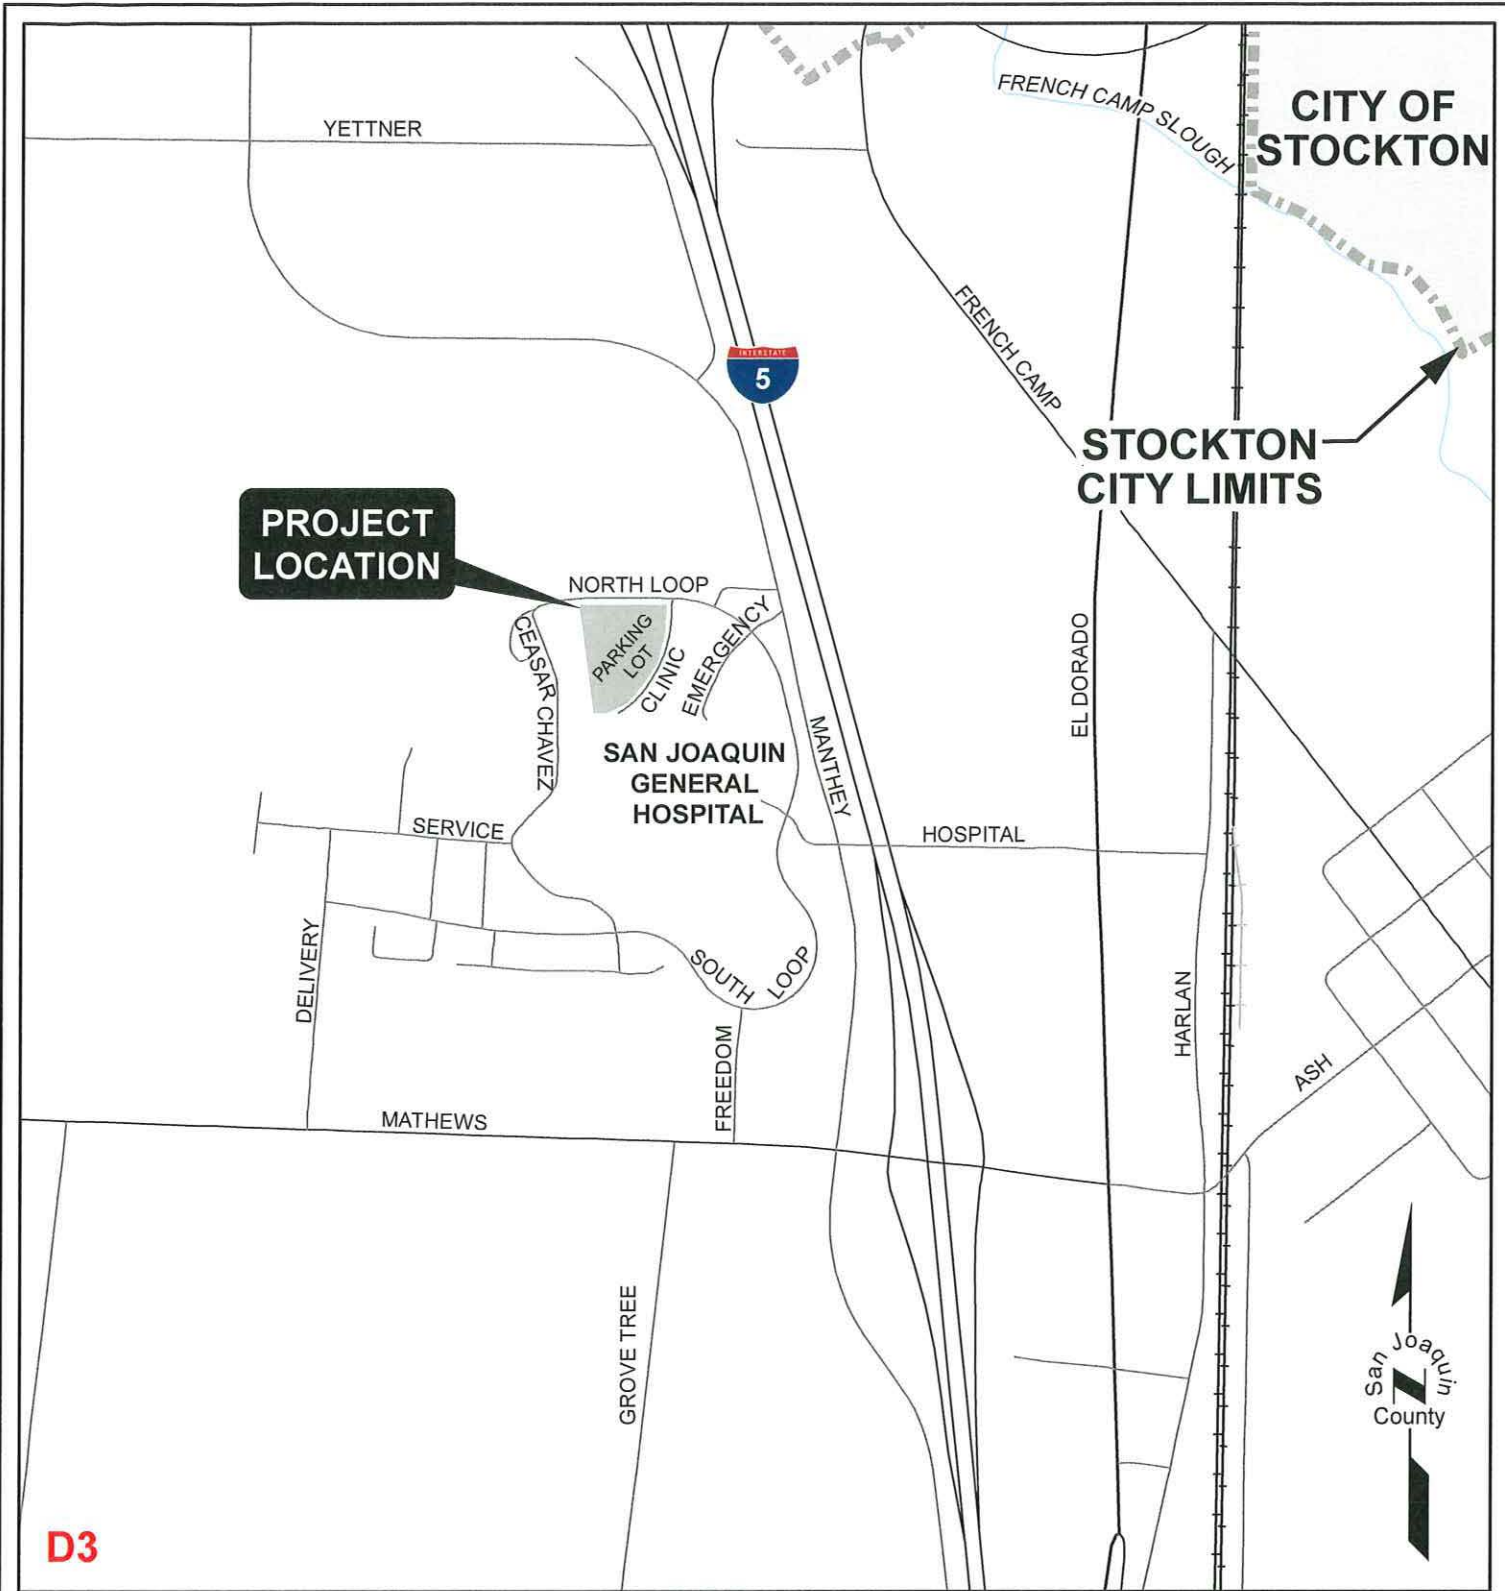 YETTNER
FRENCH CAMP SLOUGH
CITY OF
STOCKTON
FRENCH CAMP
INTERSTATE
5
STOCKTON
CITY LIMITS
PROJECT
LOCATION
NORTH LOOP
CEASAR CHAVEZ
PARKING
LOT
CLINIC
EMERGENCY
EL DORADO
MANTHEY
SAN JOAQUIN
GENERAL
HOSPITAL
SERVICE
HOSPITAL
DELIVERY
SOUTH LOOP
HARLAN
FREEDOM
ASH
MATHEWS
GROVE TREE
San Joaquin
N
County
D3